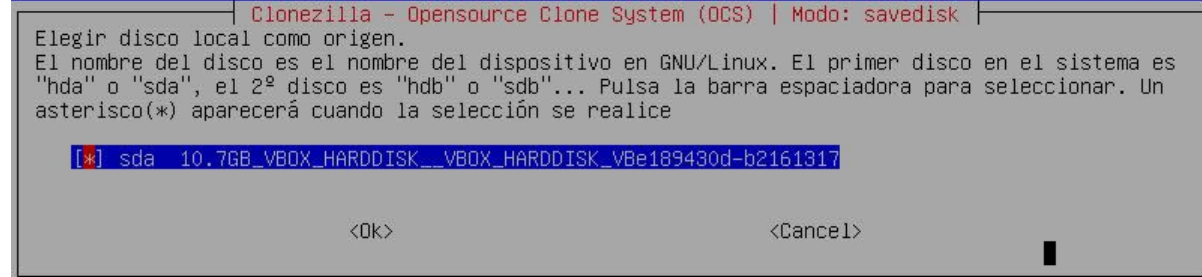 Clonezilla - Opensource Clone System (OCS) | Modo: savedisk
Elegir disco local como origen.
El nombre del disco es el nombre del dispositivo en GNU/Linux. El primer disco en el sistema es
"hda" o "sda", el 2º disco es "hdb" o "sdb"... Pulsa la barra espaciadora para seleccionar. Un
asterisco(*) aparecerá cuando la selección se realice
[*] sda 10.7GB_VBOX_HARDDISK__VBOX_HARDDISK_VBe189430d-b2161317
<Ok> <Cancel>